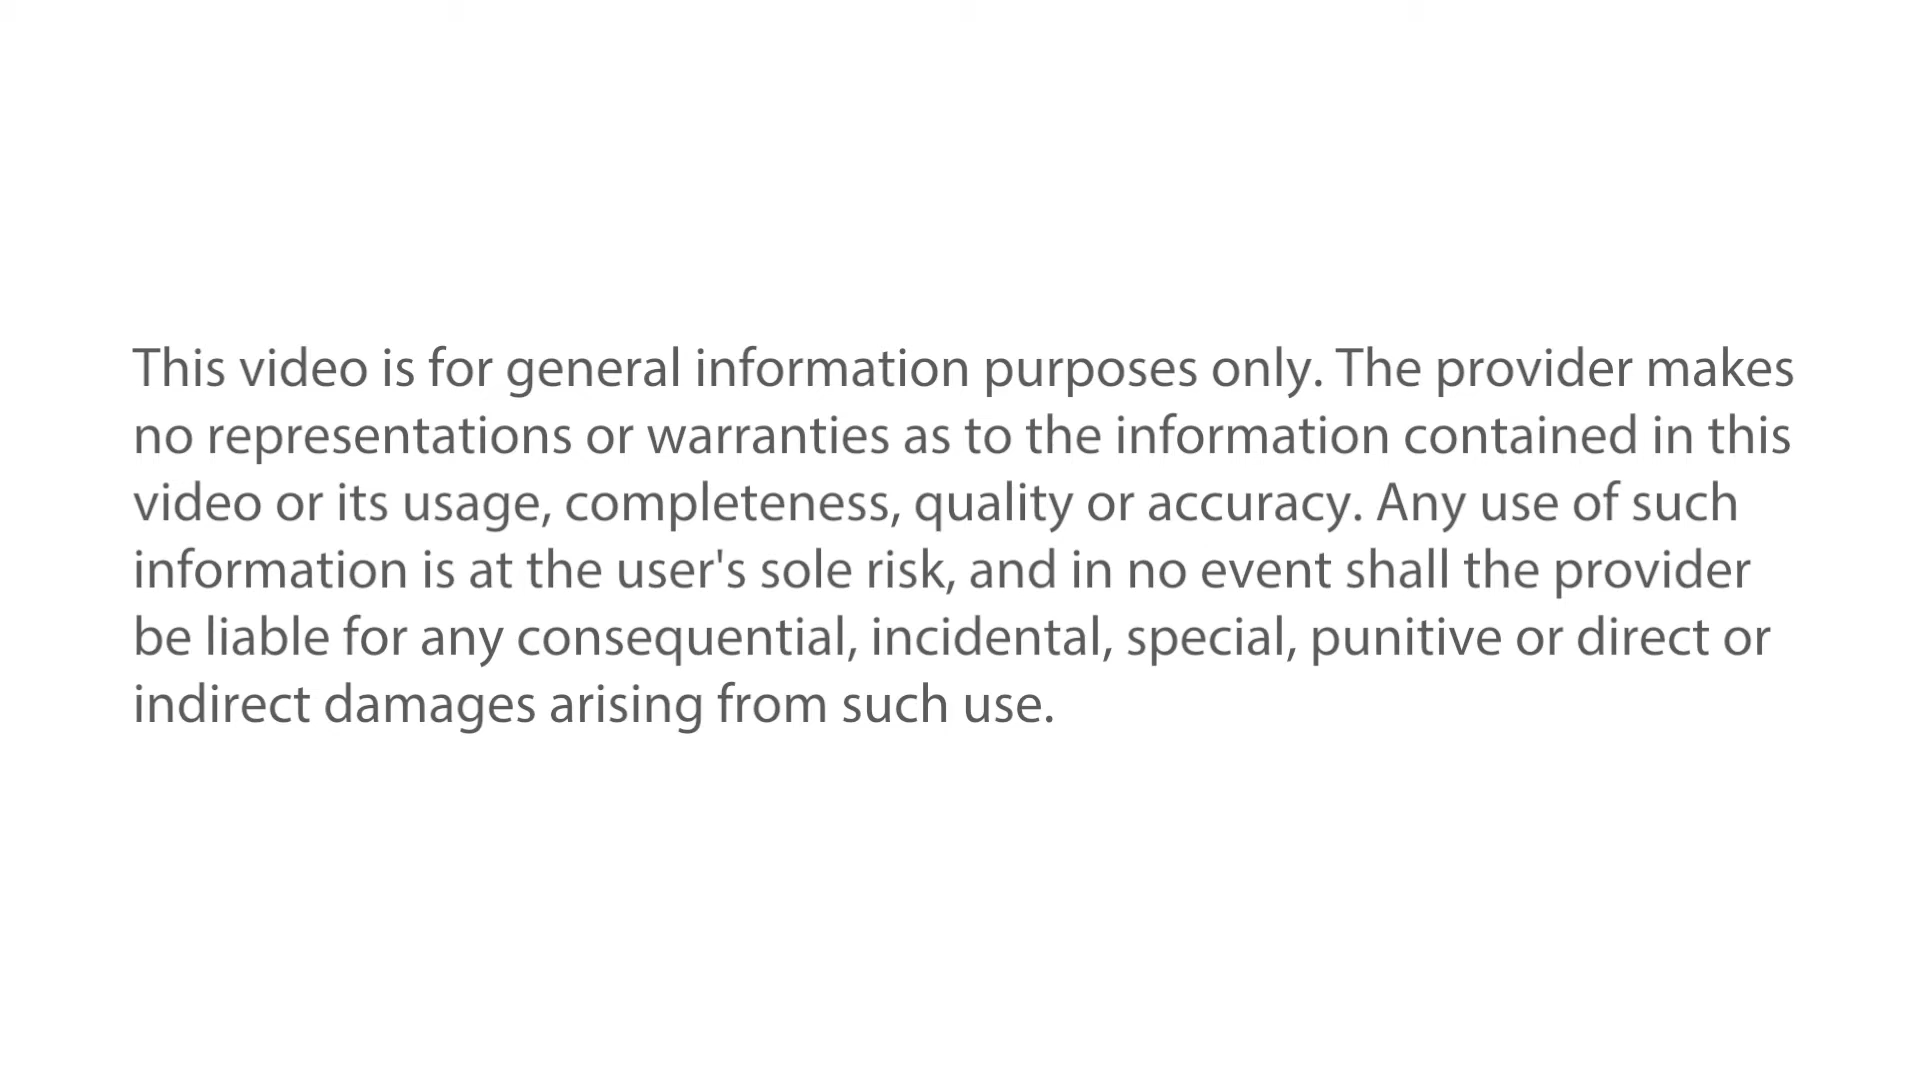 This video is for general information purposes only. The provider makes
no representations or warranties as to the information contained in this
video or its usage, completeness, quality or accuracy. Any use of such
information is at the user's sole risk, and in no event shall the provider
be liable for any consequential, incidental, special, punitive or direct or
indirect damages arising from such use.